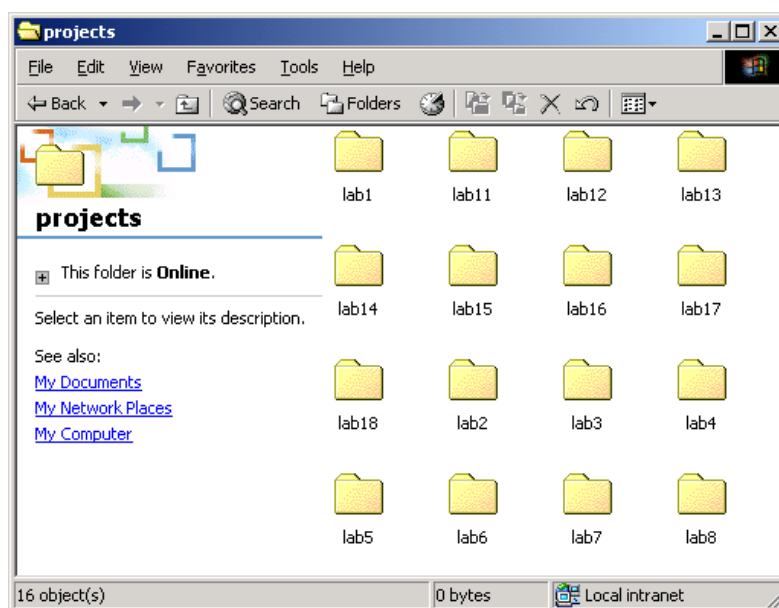 projects
File Edit View Favorites Tools Help
Back Search Folders
projects
This folder is Online.
Select an item to view its description.
See also:
My Documents
My Network Places
My Computer
lab1 lab11 lab12 lab13
lab14 lab15 lab16 lab17
lab18 lab2 lab3 lab4
lab5 lab6 lab7 lab8
16 object(s) 0 bytes Local intranet